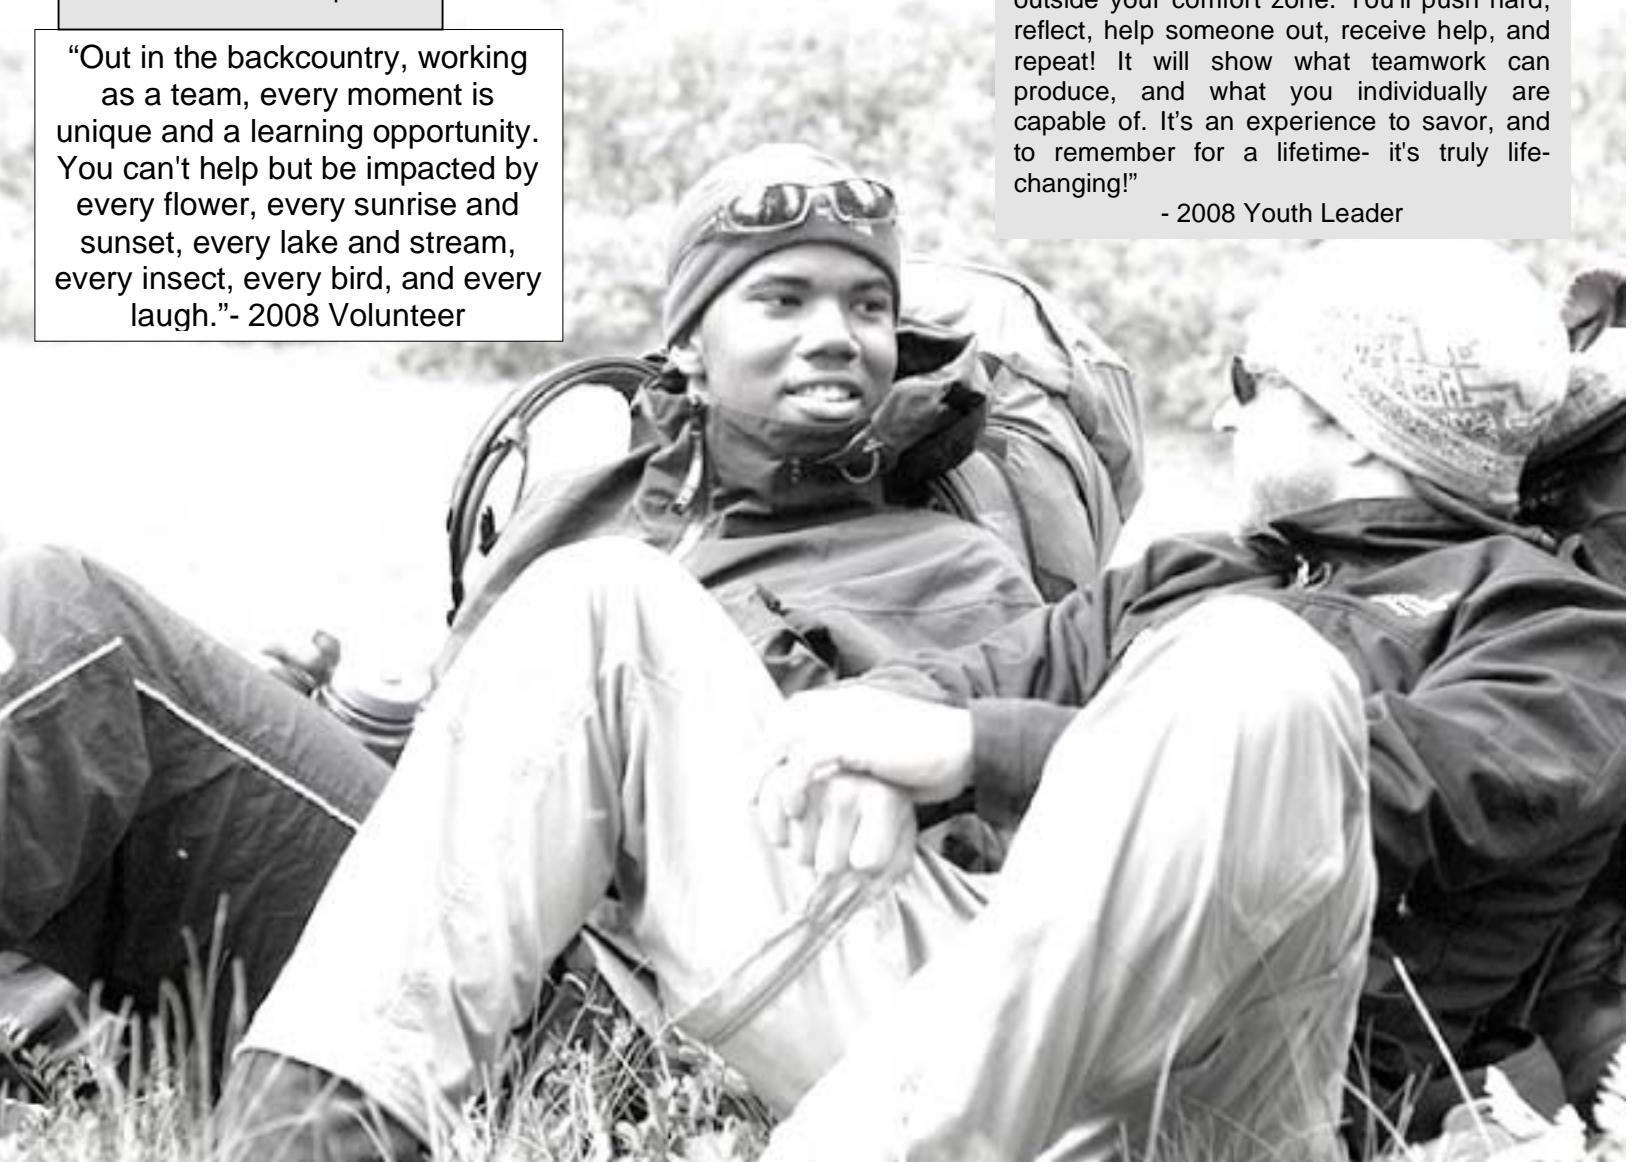 “Out in the backcountry, working
as a team, every moment is
unique and a learning opportunity.
You can't help but be impacted by
every flower, every sunrise and
sunset, every lake and stream,
every insect, every bird, and every
laugh.”- 2008 Volunteer
outside your comfort zone. You'll push hard,
reflect, help someone out, receive help, and
repeat! It will show what teamwork can
produce, and what you individually are
capable of. It’s an experience to savor, and
to remember for a lifetime- it's truly life-
changing!”
- 2008 Youth Leader